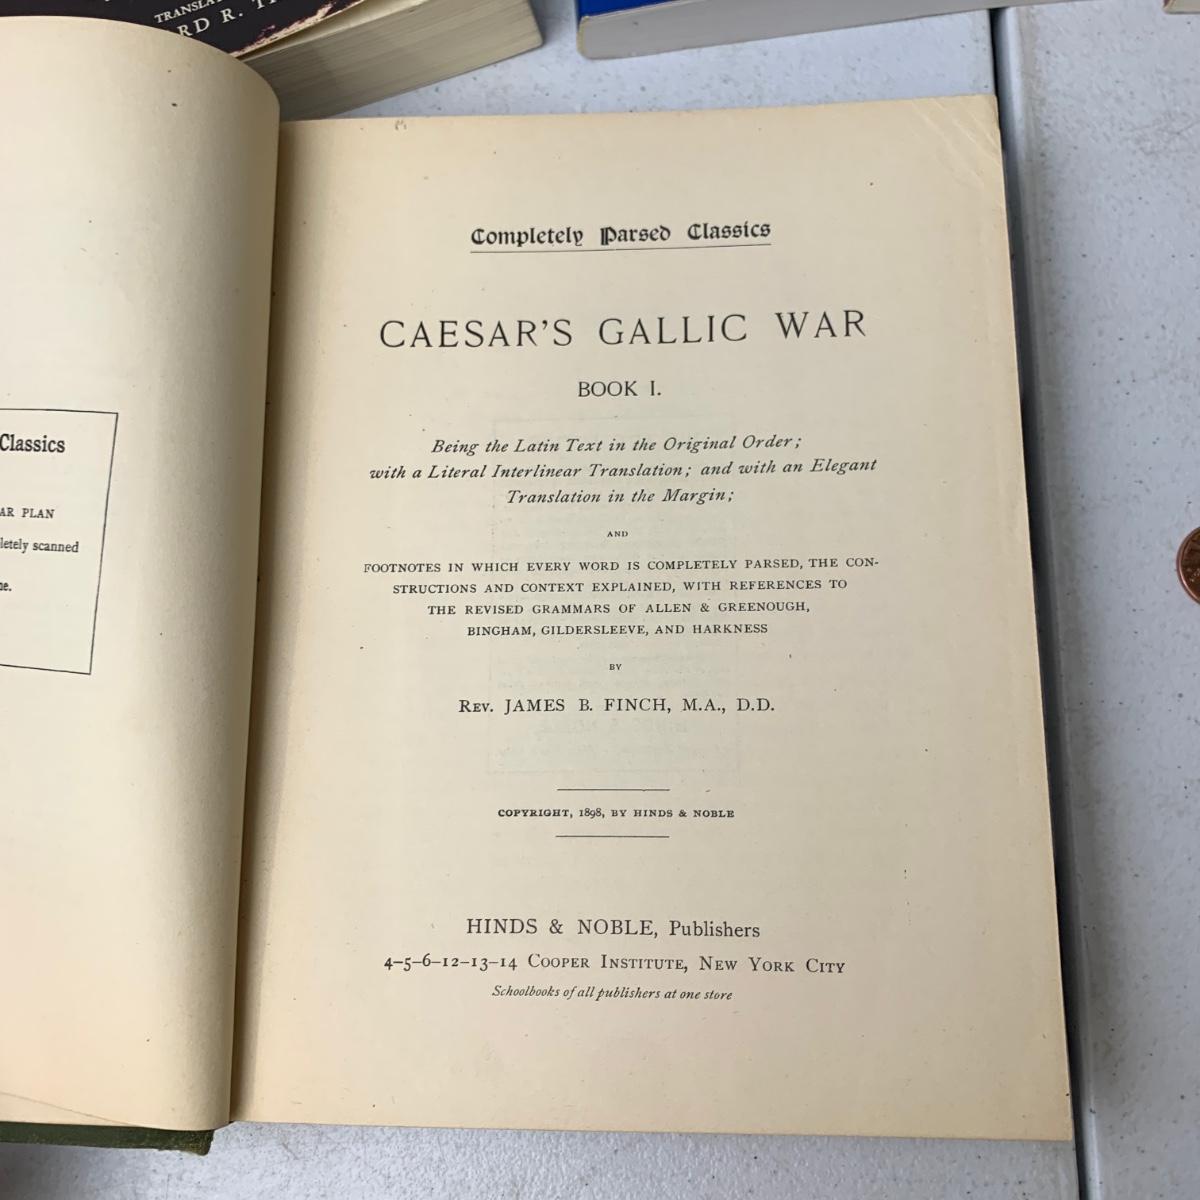 TRANSLA
RD R. T
Classics
AR PLAN
letely scanned
ne.
Completely Parsed Classics
CAESAR'S GALLIC WAR
BOOK I.
Being the Latin Text in the Original Order;
with a Literal Interlinear Translation; and with an Elegant
Translation in the Margin;
AND
FOOTNOTES IN WHICH EVERY WORD IS COMPLETELY PARSED, THE CON-
STRUCTIONS AND CONTEXT EXPLAINED, WITH REFERENCES TO
THE REVISED GRAMMARS OF ALLEN & GREENOUGH,
BINGHAM, GILDERSLEEVE, AND HARKNESS
BY
REV. JAMES B. FINCH, M.A., D.D.
COPYRIGHT, 1898, BY HINDS & NOBLE
HINDS & NOBLE, Publishers
4–5–6–12–13–14 COOPER INSTITUTE, NEW YORK CITY
Schoolbooks of all publishers at one store